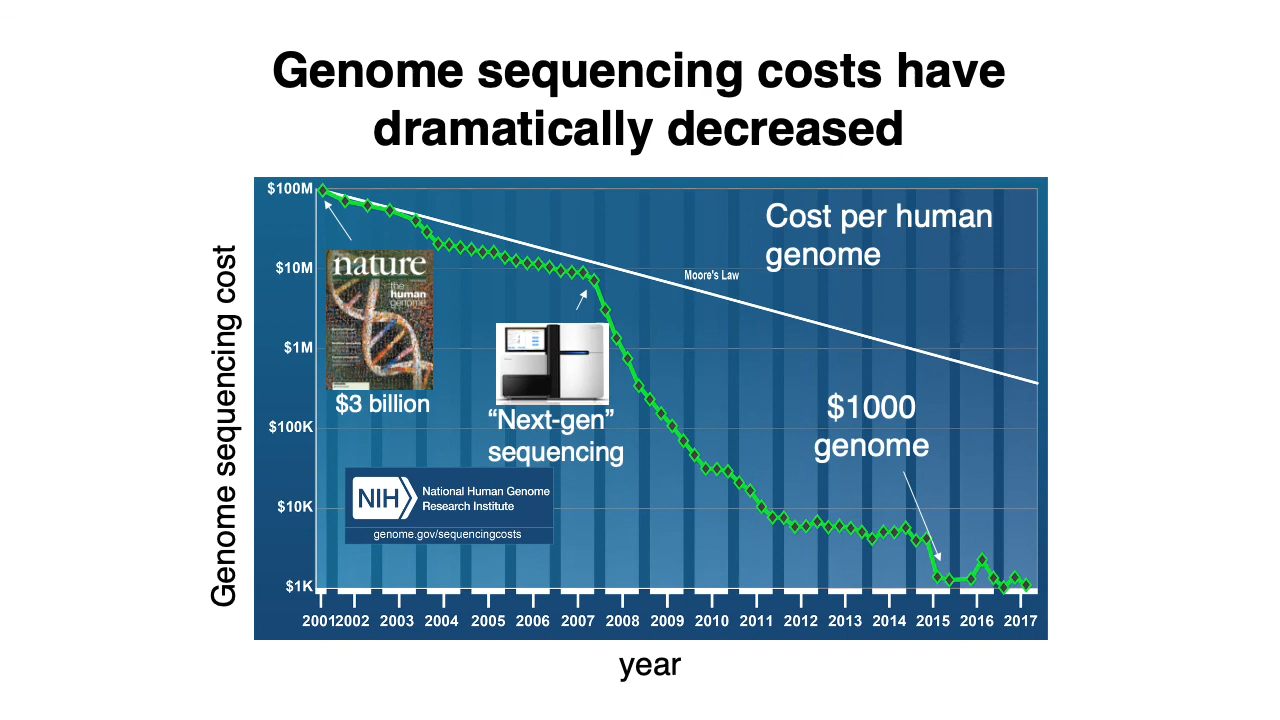 Genome sequencing costs have
dramatically decreased
Genome sequencing cost
$100M
$10M
$1M
$100K
$10K
$1K
Cost per human
genome
Moore's Law
nature
the
human
genome
$3 billion
"Next-gen"
sequencing
$1000
genome
NIH
National Human Genome
Research Institute
genome.gov/sequencingcosts
2001 2002 2003 2004 2005 2006 2007 2008 2009 2010 2011 2012 2013 2014 2015 2016 2017
year